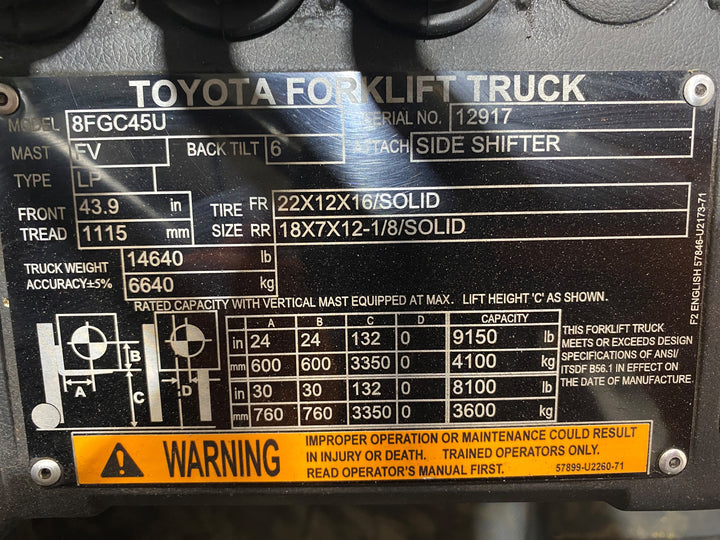 TOYOTA FORKLIFT TRUCK
MODEL 8FGC45U SERIAL NO. 12917
MAST FV BACK TILT 6 ATTACH SIDE SHIFTER
TYPE LP
FRONT TREAD 43.9 in 1115 mm
TIRE SIZE FR 22X12X16/SOLID
RR 18X7X12-1/8/SOLID
TRUCK WEIGHT ACCURACY±5% 14640 lb 6640 kg
RATED CAPACITY WITH VERTICAL MAST EQUIPPED AT MAX. LIFT HEIGHT 'C' AS SHOWN.
A B C D
A B C D CAPACITY
in 24 24 132 0 9150 lb
mm 600 600 3350 0 4100 kg
in 30 30 132 0 8100 lb
mm 760 760 3350 0 3600 kg
THIS FORKLIFT TRUCK
MEETS OR EXCEEDS DESIGN
SPECIFICATIONS OF ANSI/
ITSDF B56.1 IN EFFECT ON
THE DATE OF MANUFACTURE.
F2 ENGLISH 57846-U2173-71
WARNING
IMPROPER OPERATION OR MAINTENANCE COULD RESULT
IN INJURY OR DEATH. TRAINED OPERATORS ONLY.
READ OPERATOR'S MANUAL FIRST. 57899-U2260-71